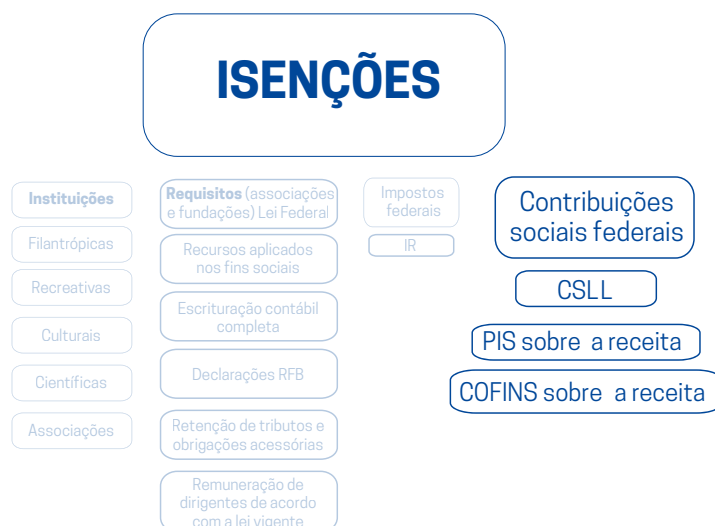 ISENÇÕES
Instituições
Filantrópicas
Recreativas
Culturais
Científicas
Associações
Requisitos (associações
e fundações) Lei Federal
Recursos aplicados
nos fins sociais
Escrituração contábil
completa
Declarações RFB
Retenção de tributos e
obrigações acessórias
Remuneração de
dirigentes de acordo
com a lei vigente
Impostos
federais
IR
Contribuições
sociais federais
CSLL
PIS sobre a receita
COFINS sobre a receita